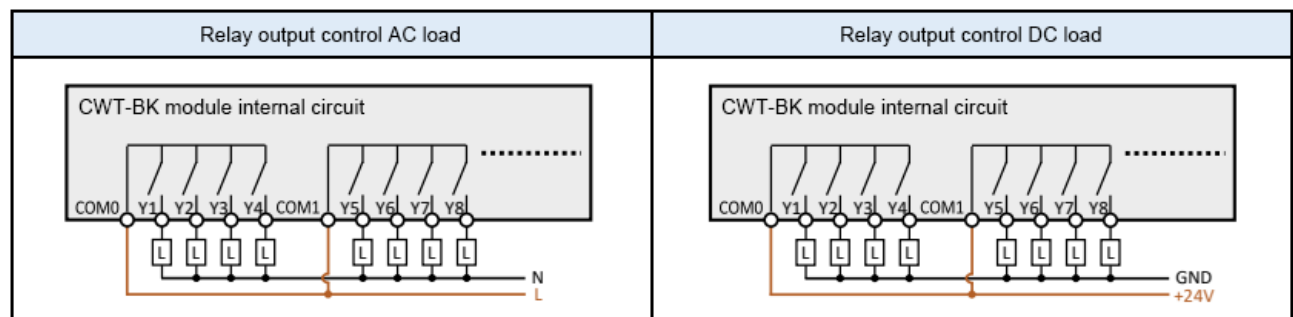 Relay output control AC load
Relay output control DC load
CWT-BK module internal circuit
COM0 Y1 Y2 Y3 Y4 COM1 Y5 Y6 Y7 Y8
L L L L L L L L
N
L
CWT-BK module internal circuit
COM0 Y1 Y2 Y3 Y4 COM1 Y5 Y6 Y7 Y8
L L L L L L L L
GND
+24V